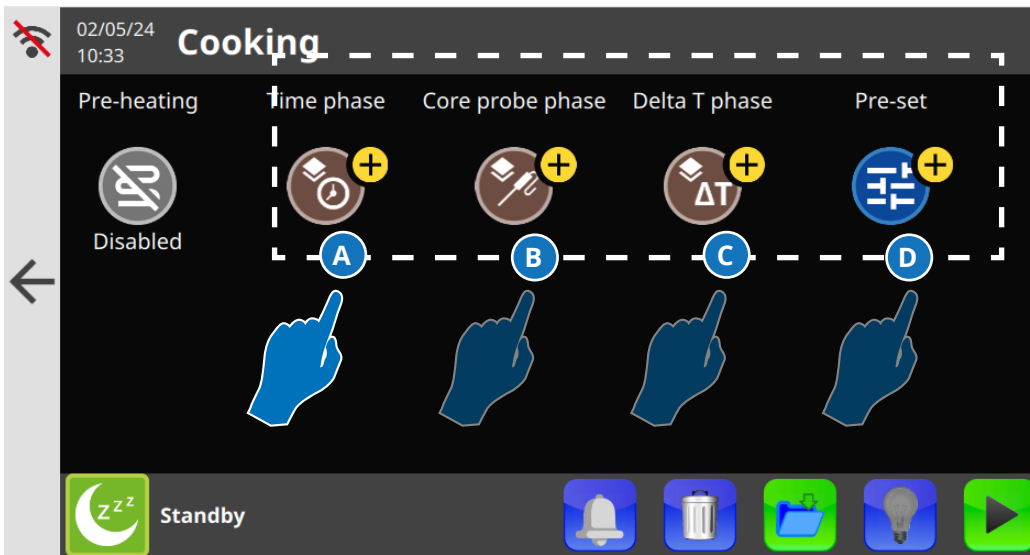 02/05/24
10:33
Cooking
Pre-heating
Time phase
Core probe phase
Delta T phase
Pre-set
ΔT
Disabled
A
B
C
D
z z z
Standby